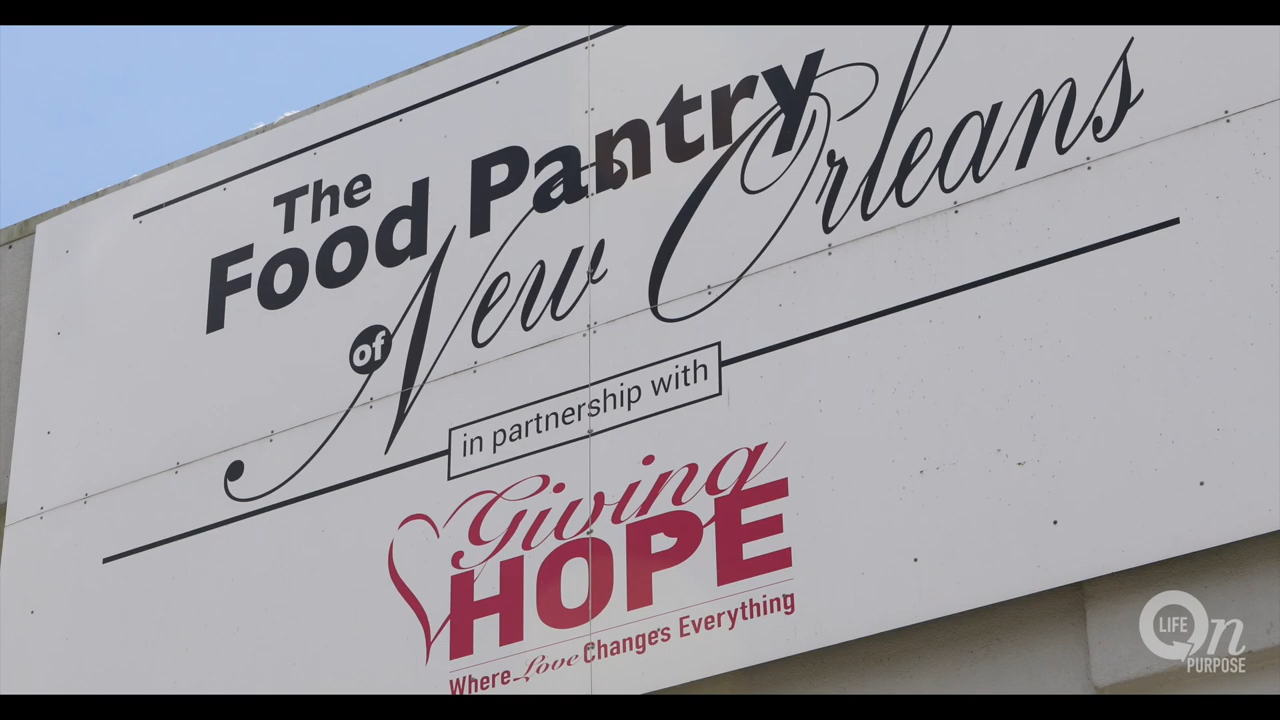 The
Food Pantry
of New Orleans
in partnership with
Giving
HOPE
Where Love Changes Everything
LIFE On
PURPOSE